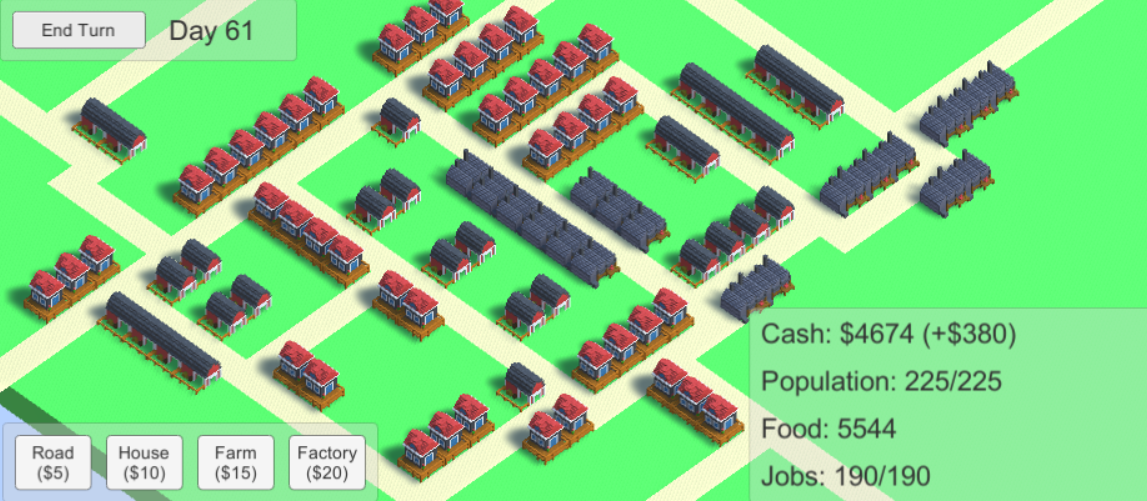 End Turn
Day 61
Cash: $4674 (+$380)
Population: 225/225
Food: 5544
Jobs: 190/190
Road
($5)
House
($10)
Farm
($15)
Factory
($20)